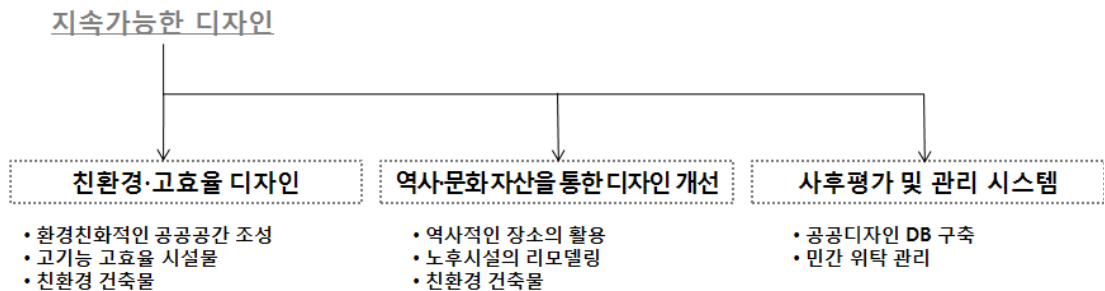 지속가능한 디자인
친환경·고효율 디자인
• 환경친화적인 공공공간 조성
• 고기능 고효율 시설물
• 친환경 건축물
역사·문화 자산을 통한 디자인 개선
• 역사적인 장소의 활용
• 노후시설의 리모델링
• 친환경 건축물
사후평가 및 관리 시스템
• 공공디자인 DB 구축
• 민간 위탁 관리